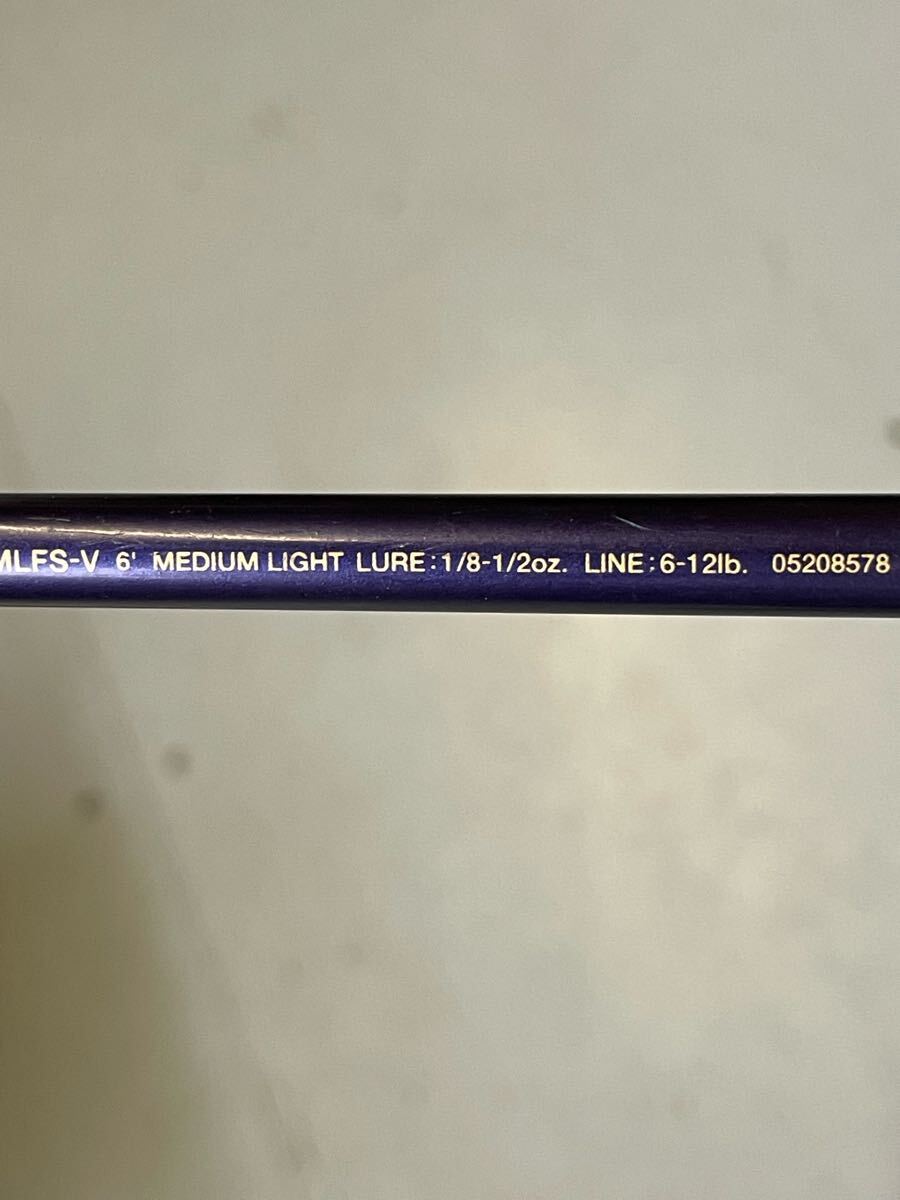 MLFS-V 6' MEDIUM LIGHT LURE:1/8-1/2oz. LINE:6-12lb. 05208578